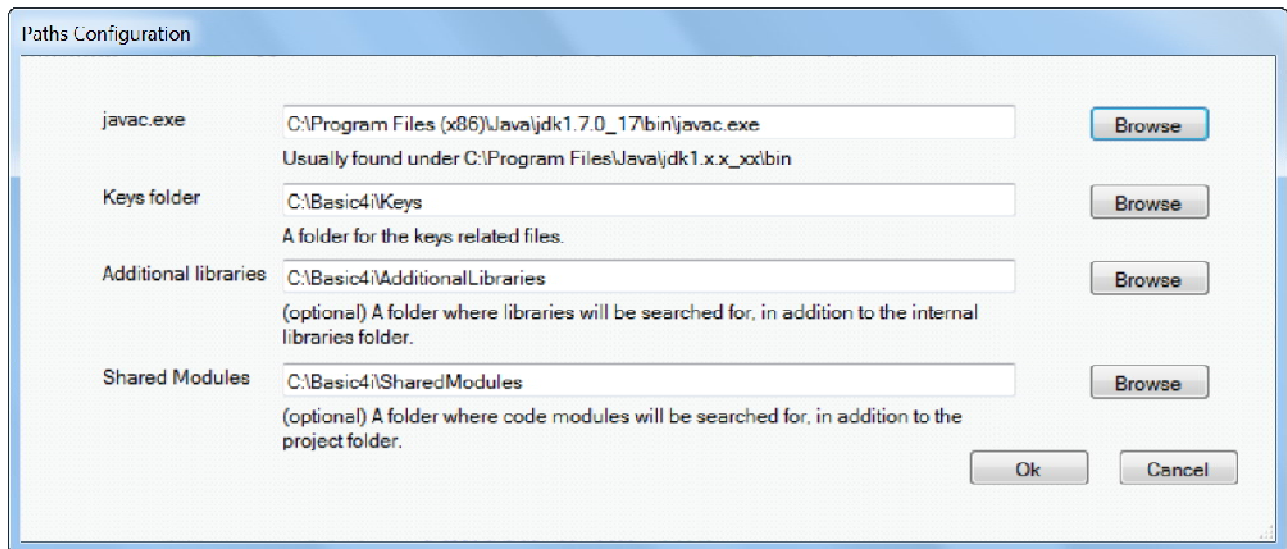 Paths Configuration
javac.exe
C:\Program Files (x86)\Java\jdk1.7.0_17\bin\javac.exe
Browse
Usually found under C:\Program Files\Java\jdk1.x.x_xx\bin
Keys folder
C:\Basic4i\Keys
Browse
A folder for the keys related files.
Additional libraries
C:\Basic4i\AdditionalLibraries
Browse
(optional) A folder where libraries will be searched for, in addition to the internal
libraries folder.
Shared Modules
C:\Basic4i\SharedModules
Browse
(optional) A folder where code modules will be searched for, in addition to the
project folder.
Ok
Cancel